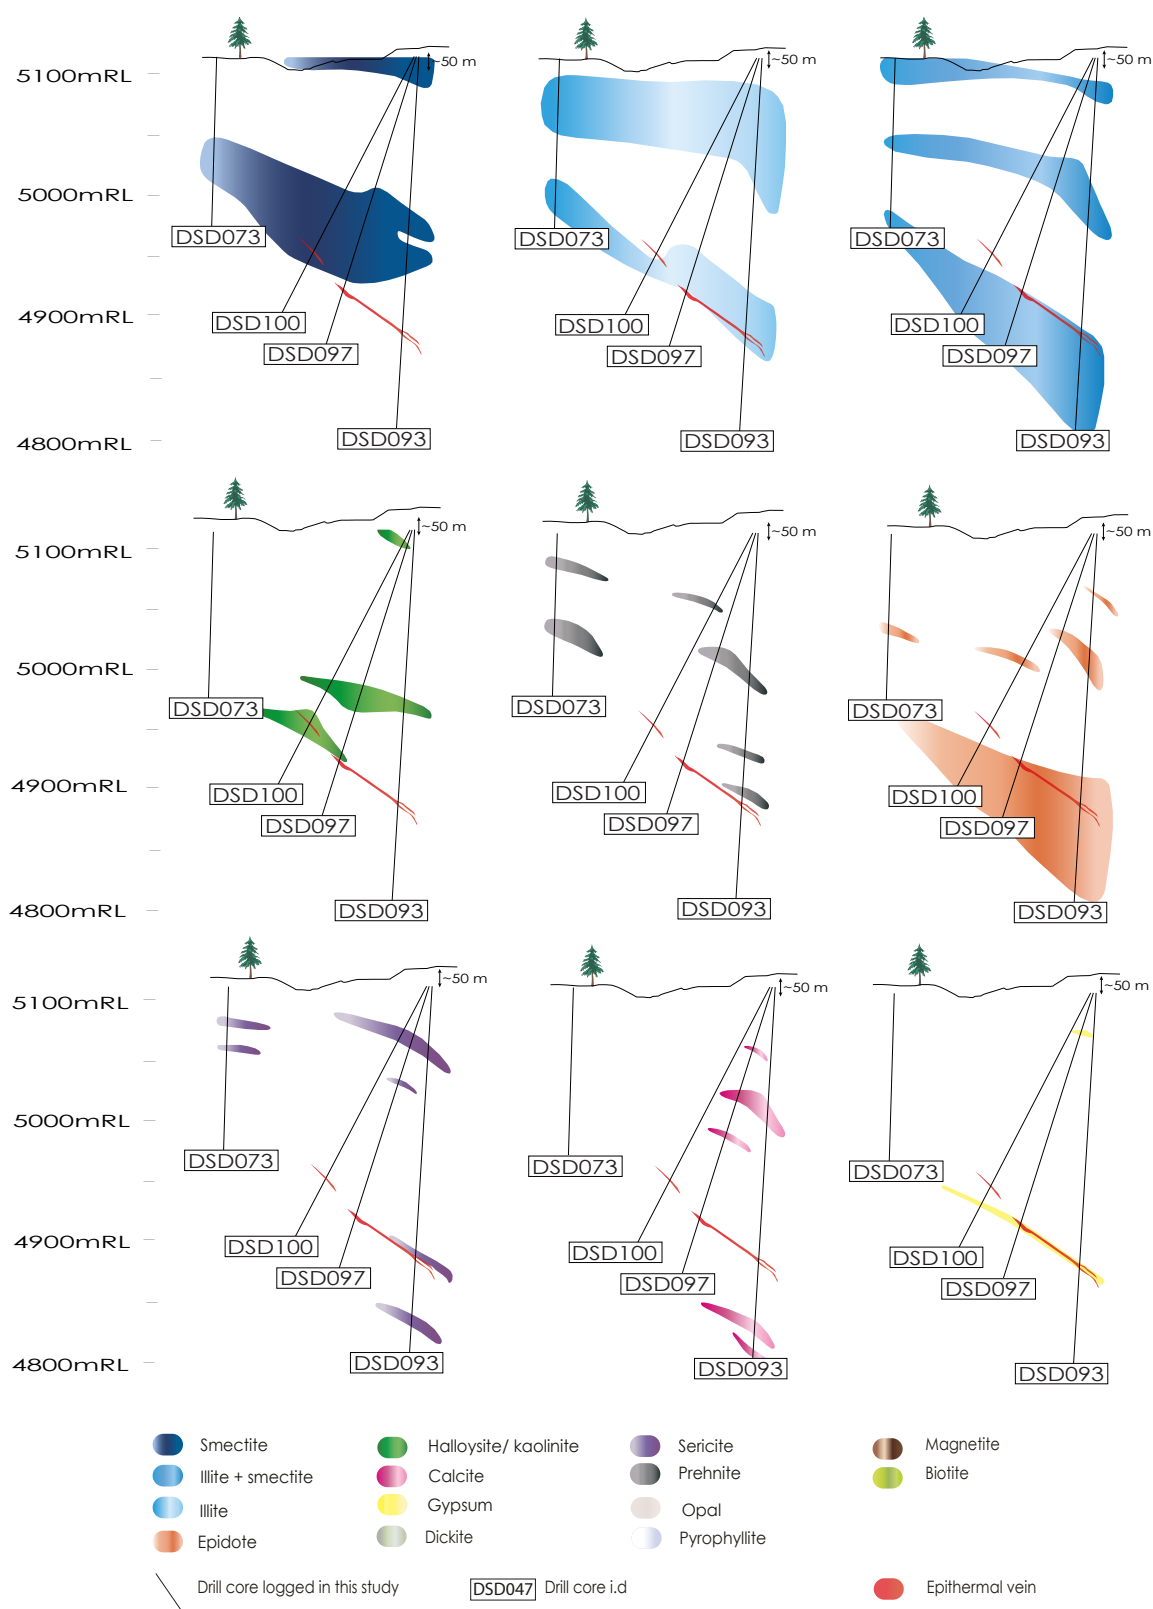 ~50 m ~50 m ~50 m
5100mRL
5000mRL
DSD073 DSD073 DSD073
4900mRL
DSD100 DSD100 DSD100
DSD097 DSD097 DSD097
4800mRL
DSD093 DSD093 DSD093
~50 m ~50 m ~50 m
5100mRL
5000mRL
DSD073 DSD073 DSD073
4900mRL
DSD100 DSD100 DSD100
DSD097 DSD097 DSD097
4800mRL
DSD093 DSD093 DSD093
~50 m ~50 m ~50 m
5100mRL
5000mRL
DSD073 DSD073 DSD073
4900mRL
DSD100 DSD100 DSD100
DSD097 DSD097 DSD097
4800mRL
DSD093 DSD093 DSD093
Smectite Halloysite/ kaolinite Sericite Magnetite
Illite + smectite Calcite Prehnite Biotite
Illite Gypsum Opal
Epidote Dickite Pyrophyllite
Drill core logged in this study DSD047 Drill core i.d Epithermal vein